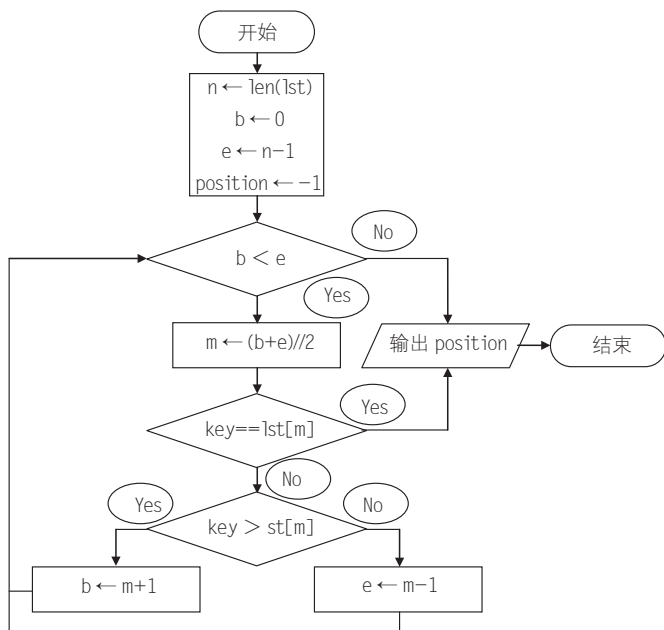 开始
n ← len(lst)
b ← 0
e ← n-1
position ← -1
No
b < e
Yes
m ← (b+e)//2
输出 position
结束
Yes
key==lst[m]
No
Yes
No
key > st[m]
b ← m+1
e ← m-1